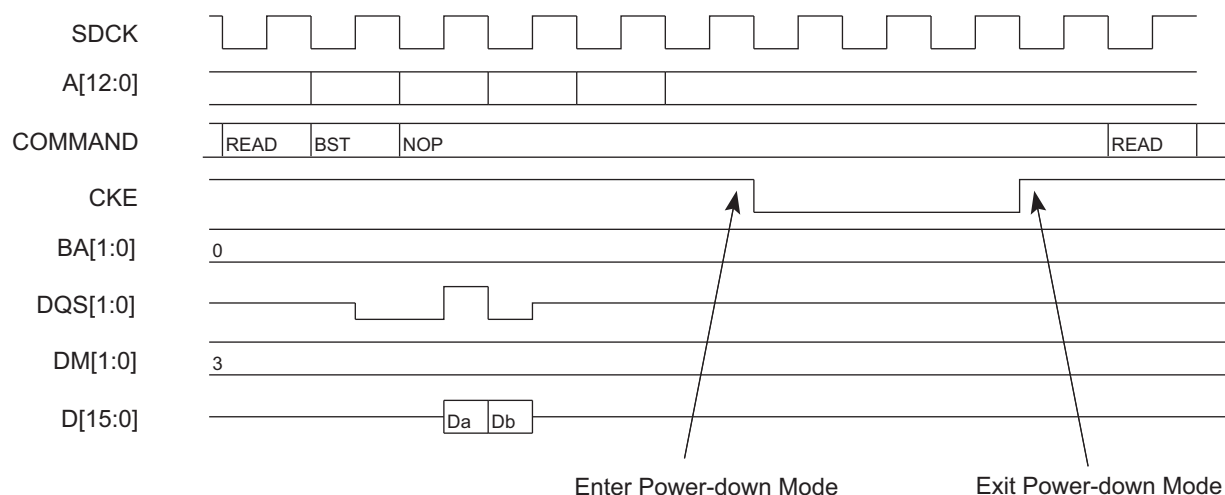 SDCK
A[12:0]
COMMAND READ BST NOP READ
CKE
BA[1:0] 0
DQS[1:0]
DM[1:0] 3
D[15:0] Da Db
Enter Power-down Mode Exit Power-down Mode